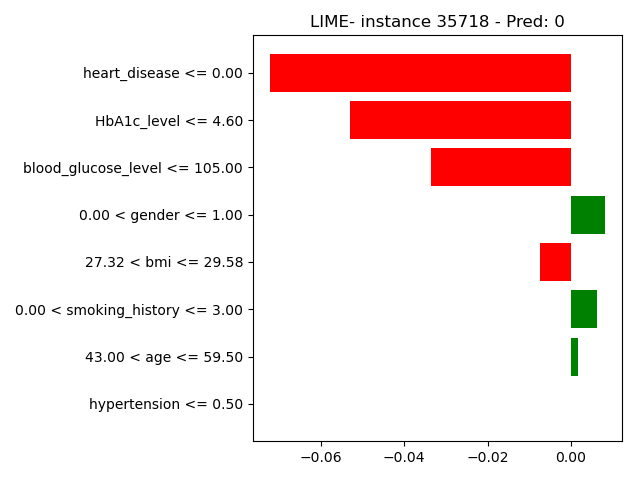 LIME- instance 35718 - Pred: 0
heart_disease <= 0.00
HbA1c_level <= 4.60
blood_glucose_level <= 105.00
0.00 < gender <= 1.00
27.32 < bmi <= 29.58
0.00 < smoking_history <= 3.00
43.00 < age <= 59.50
hypertension <= 0.50
−0.06 −0.04 −0.02 0.00